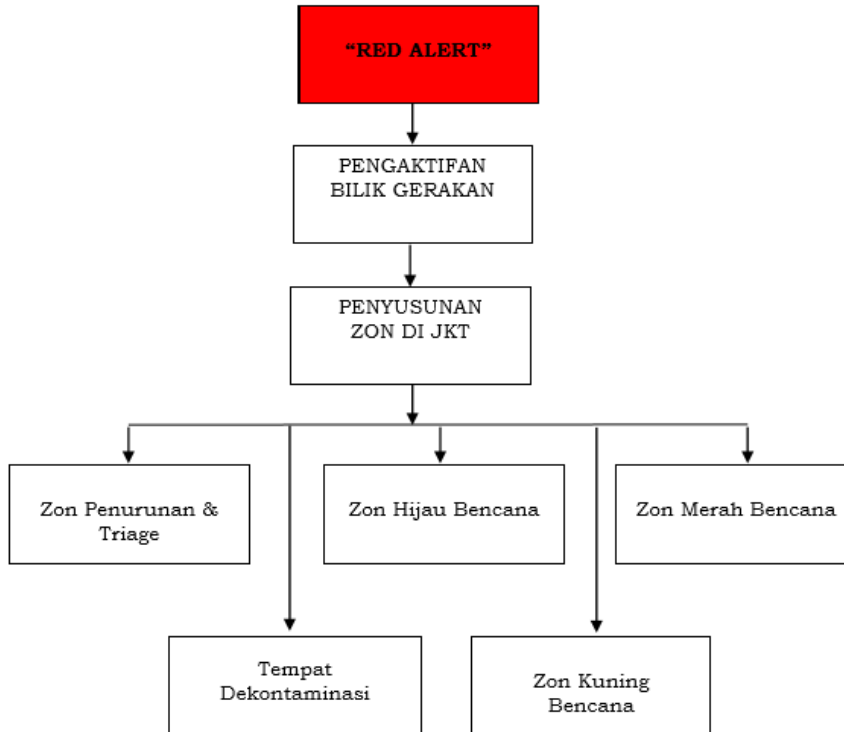 “RED ALERT”
PENGAKTIFAN
BILIK GERAKAN
PENYUSUNAN
ZON DI JKT
Zon Penurunan &
Triage
Zon Hijau Bencana
Zon Merah Bencana
Tempat
Dekontaminasi
Zon Kuning
Bencana